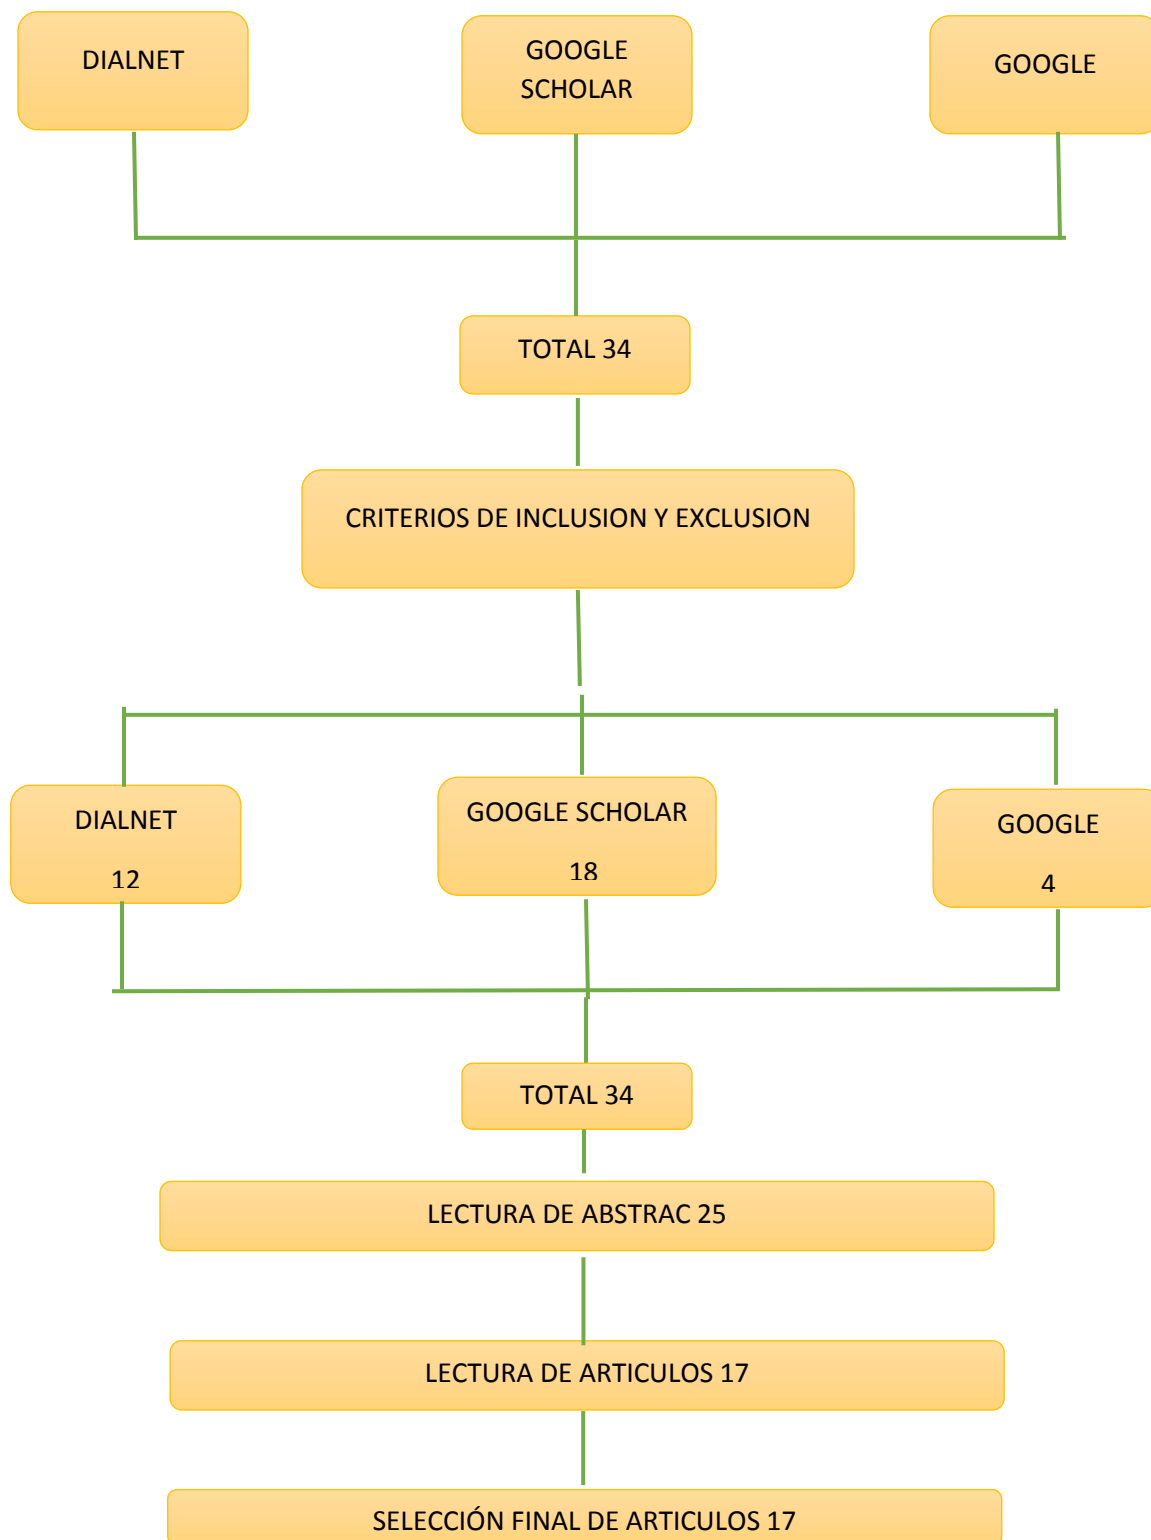 DIALNET
GOOGLE
SCHOLAR
GOOGLE
TOTAL 34
CRITERIOS DE INCLUSION Y EXCLUSION
DIALNET
12
GOOGLE SCHOLAR
18
GOOGLE
4
TOTAL 34
LECTURA DE ABSTRAC 25
LECTURA DE ARTICULOS 17
SELECCIÓN FINAL DE ARTICULOS 17